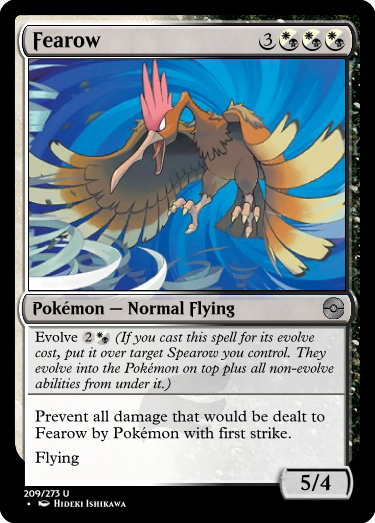 Fearow 3
Pokémon — Normal Flying
Evolve 2 (If you cast this spell for its evolve
cost, put it over target Spearow you control. They
evolve into the Pokémon on top plus all non-evolve
abilities from under it.)
Prevent all damage that would be dealt to
Fearow by Pokémon with first strike.
Flying
5/4
209/273 U
• Hideki Ishikawa